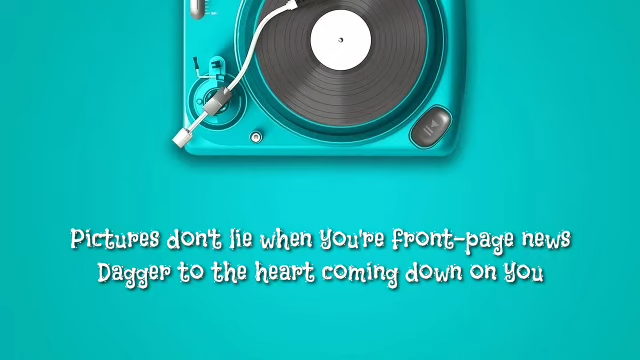 Pictures don't lie when you're front-page news
Dagger to the heart coming down on you